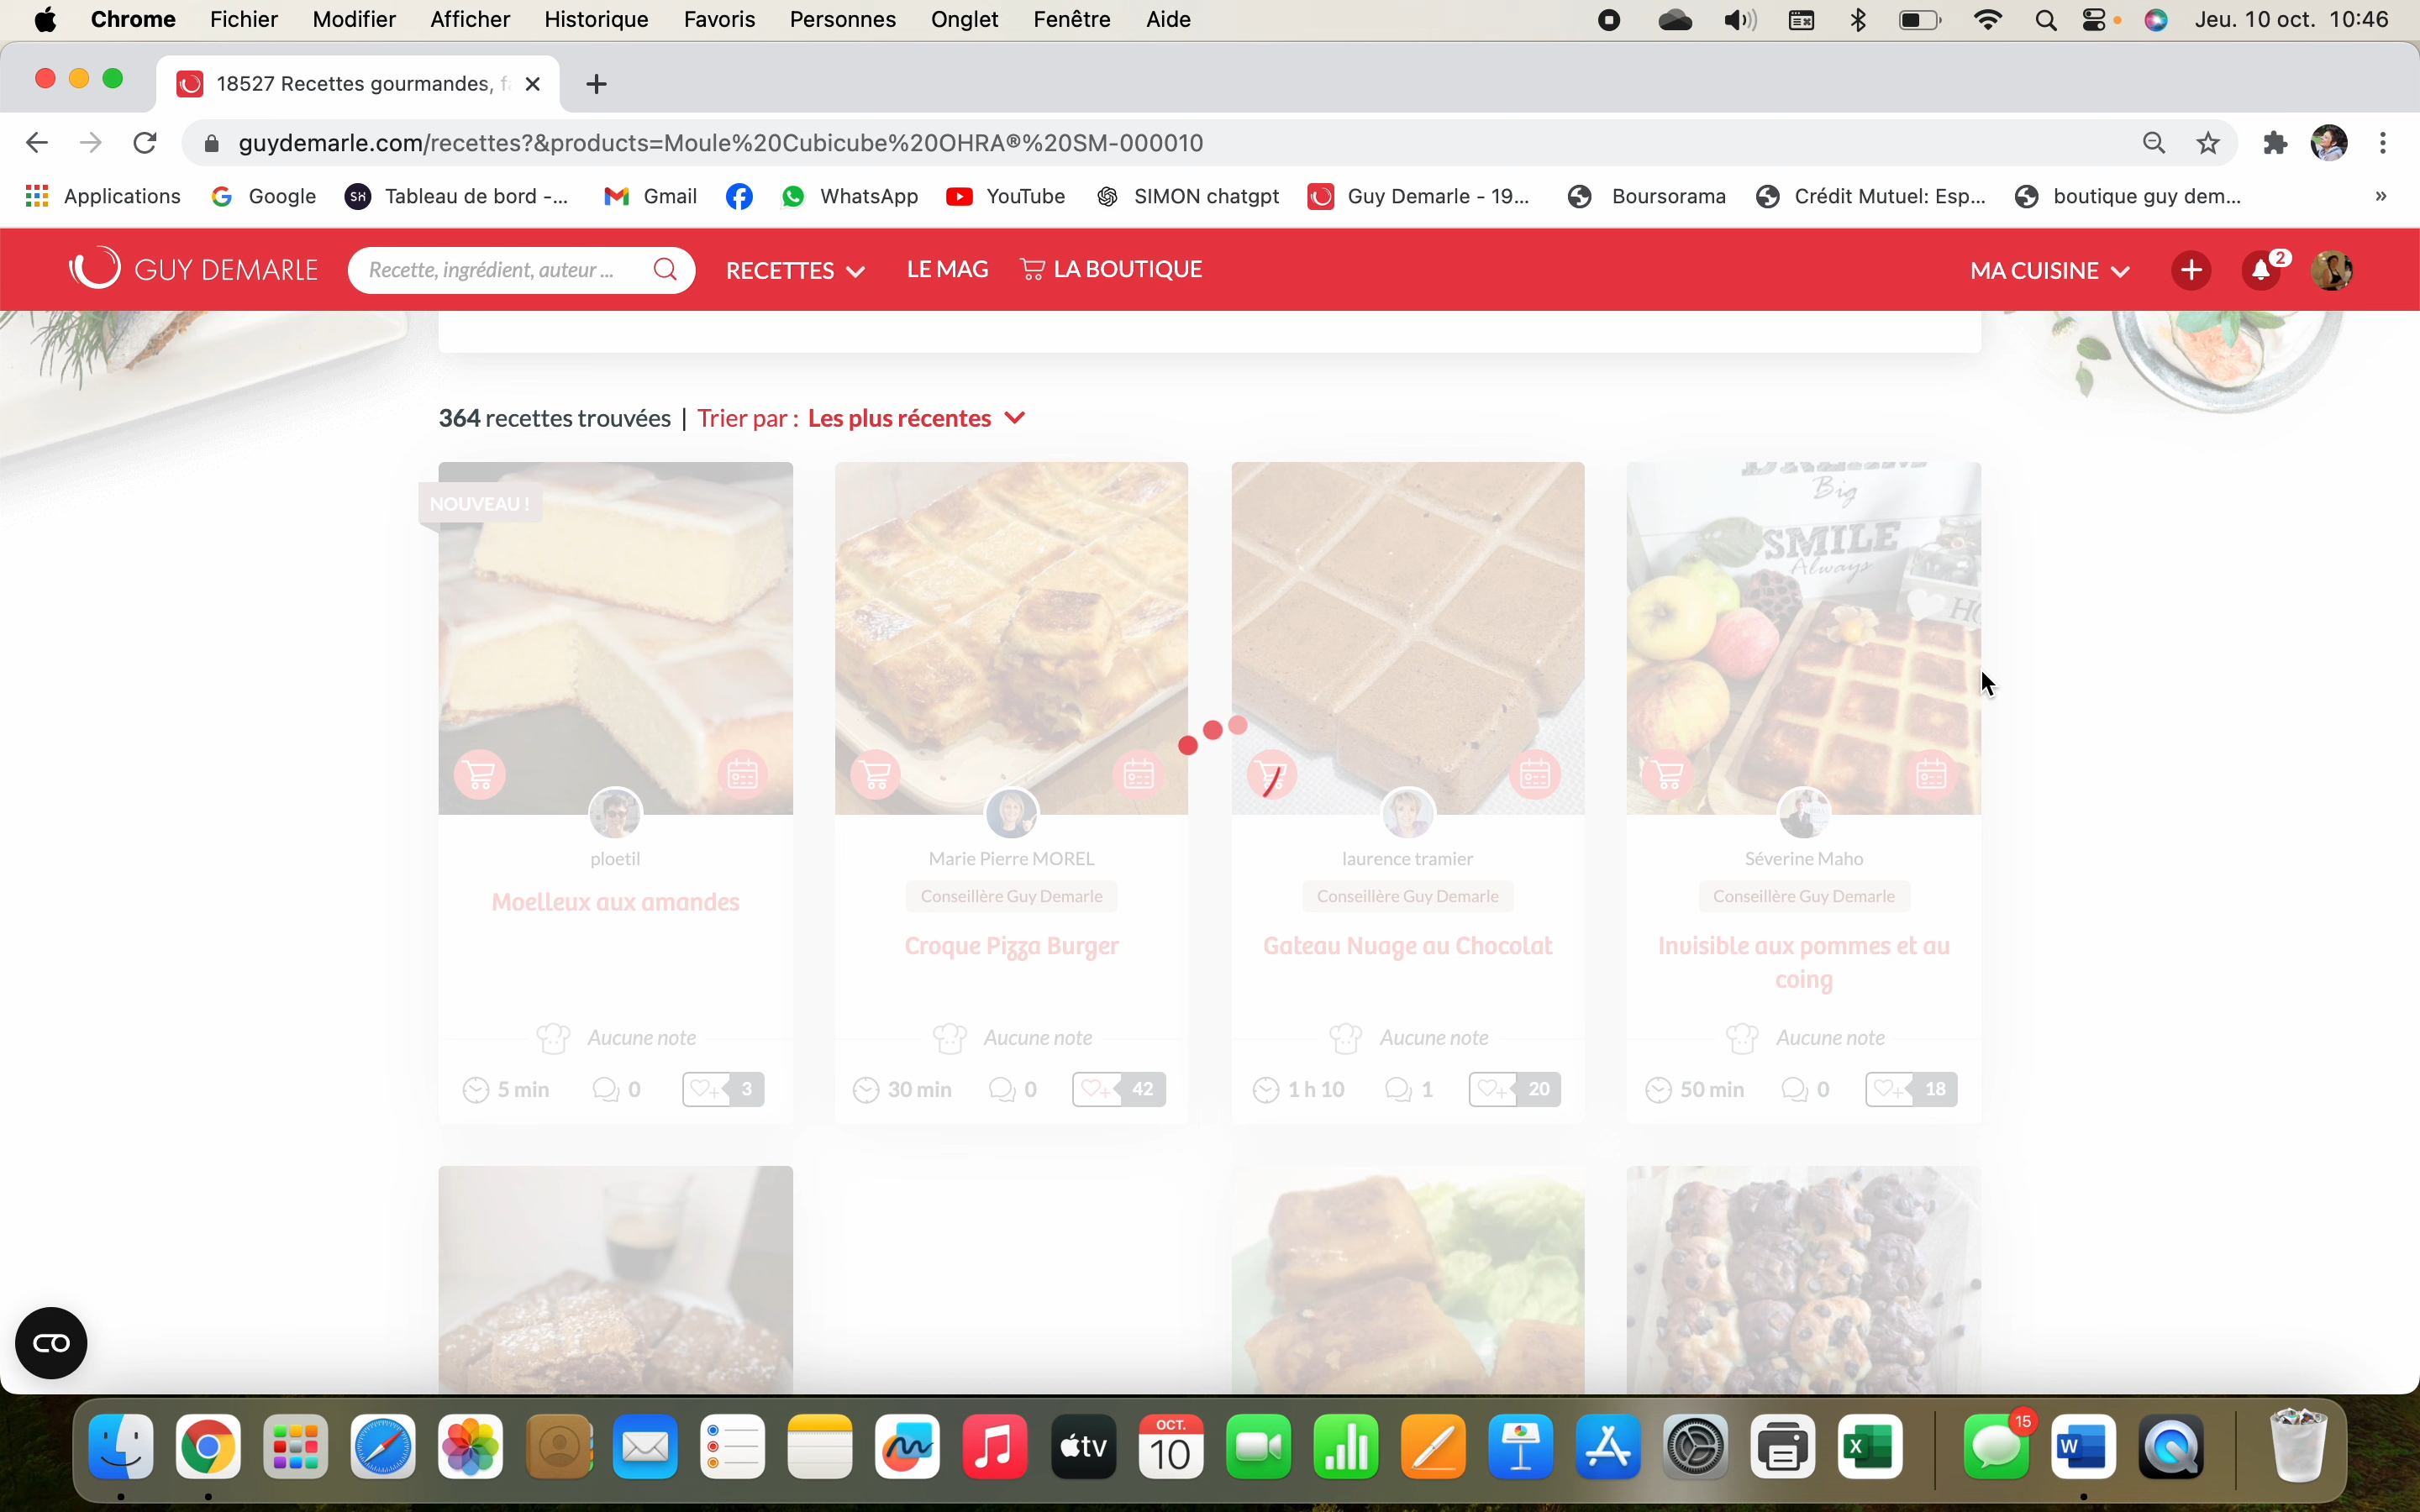 Chrome Fichier Modifier Afficher Historique Favoris Personnes Onglet Fenêtre Aide Jeu. 10 oct. 10:46
18527 Recettes gourmandes,
guydemarle.com/recettes?&products=Moule%20Cubicube%20OHRA®%20SM-000010
Applications Google SH Tableau de bord -... Gmail WhatsApp YouTube SIMON chatgpt Guy Demarle - 19... Boursorama Crédit Mutuel: Esp... boutique guy dem... »
GUY DEMARLE Recette, ingrédient, auteur ... RECETTES LE MAG LA BOUTIQUE MA CUISINE 2
364 recettes trouvées | Trier par : Les plus récentes
NOUVEAU !
Big
SMILE
Always
ploetil Marie Pierre MOREL laurence tramier Séverine Maho
Conseillère Guy Demarle Conseillère Guy Demarle Conseillère Guy Demarle
Moelleux aux amandes
Croque Pizza Burger Gateau Nuage au Chocolat Invisible aux pommes et au
coing
Aucune note Aucune note Aucune note Aucune note
5 min 0 3 30 min 0 42 1 h 10 1 20 50 min 0 18
tv OCT. 10 X 15 W